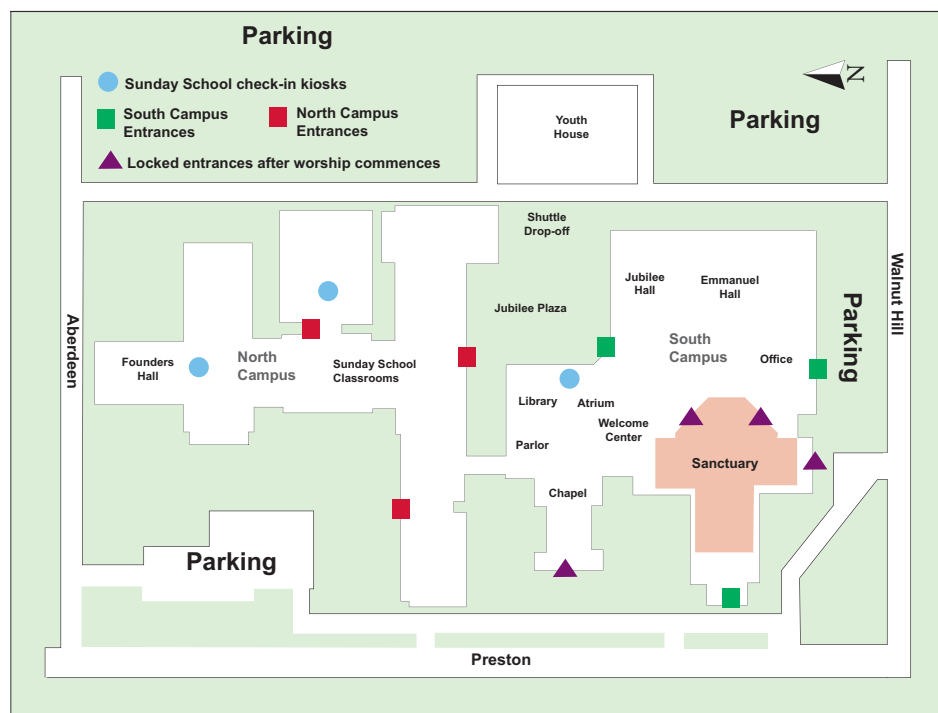 Parking
Sunday School check-in kiosks
South Campus
Entrances
North Campus
Entrances
Locked entrances after worship commences
N
Parking
Youth
House
Shuttle
Drop-off
Jubilee
Hall
Emmanuel
Hall
Jubilee Plaza
Walnut Hill
Parking
Aberdeen
Founders
Hall
North
Campus
Sunday School
Classrooms
South
Campus
Office
Library
Atrium
Welcome
Center
Parlor
Sanctuary
Chapel
Parking
Preston